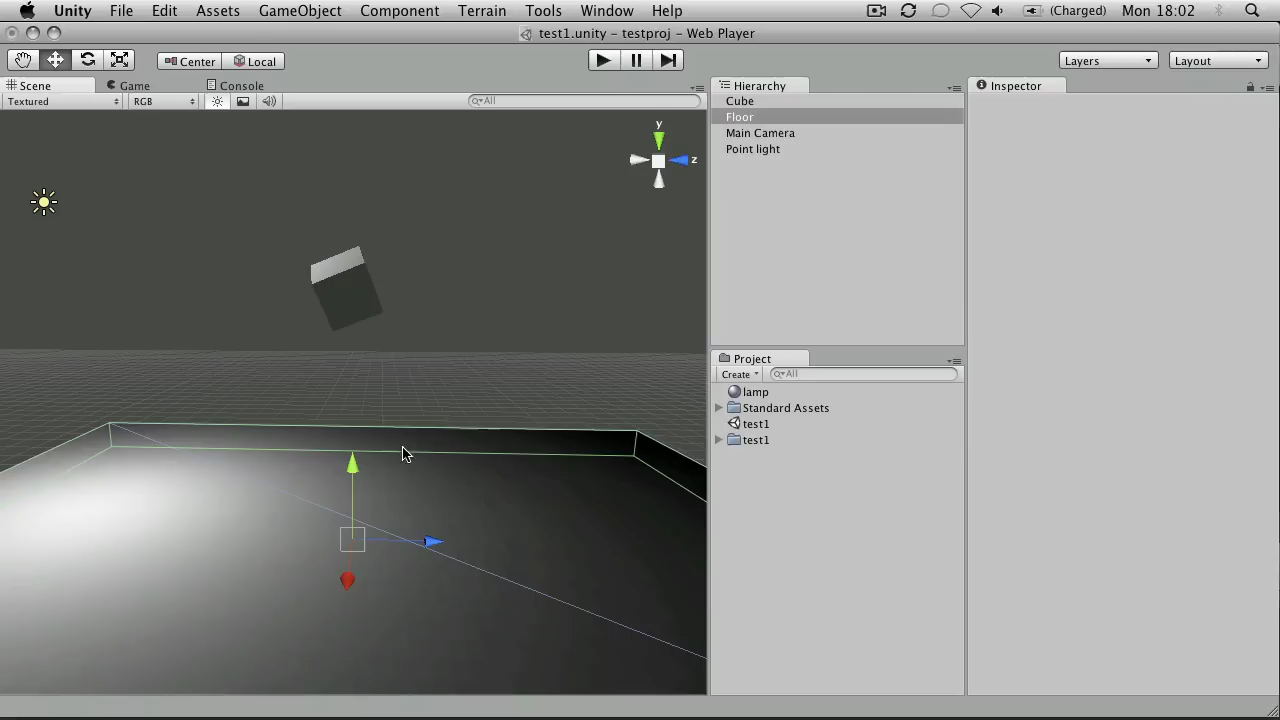 Unity File Edit Assets GameObject Component Terrain Tools Window Help (Charged) Mon 18:02
test1.unity – testproj – Web Player
Center Local Layers Layout
Scene Game Console Hierarchy Inspector
Textured RGB All
Cube
Floor
Main Camera
Point light
y
z
Project
Create All
lamp
Standard Assets
test1
test1